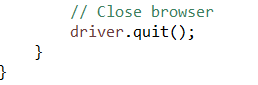 // Close browser
driver.quit();
}
}